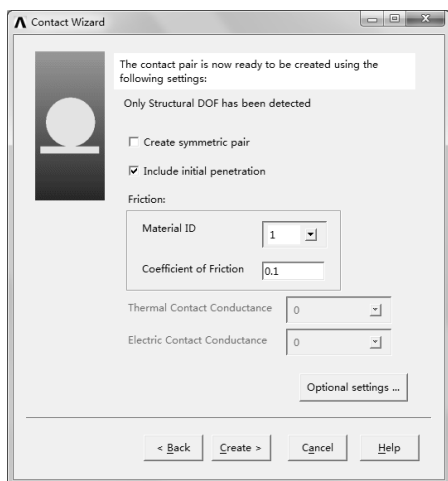 Contact Wizard
The contact pair is now ready to be created using the
following settings:
Only Structural DOF has been detected
Create symmetric pair
Include initial penetration
Friction:
Material ID
1
Coefficient of Friction
0.1
Thermal Contact Conductance
0
Electric Contact Conductance
0
Optional settings ...
< Back
Create >
Cancel
Help